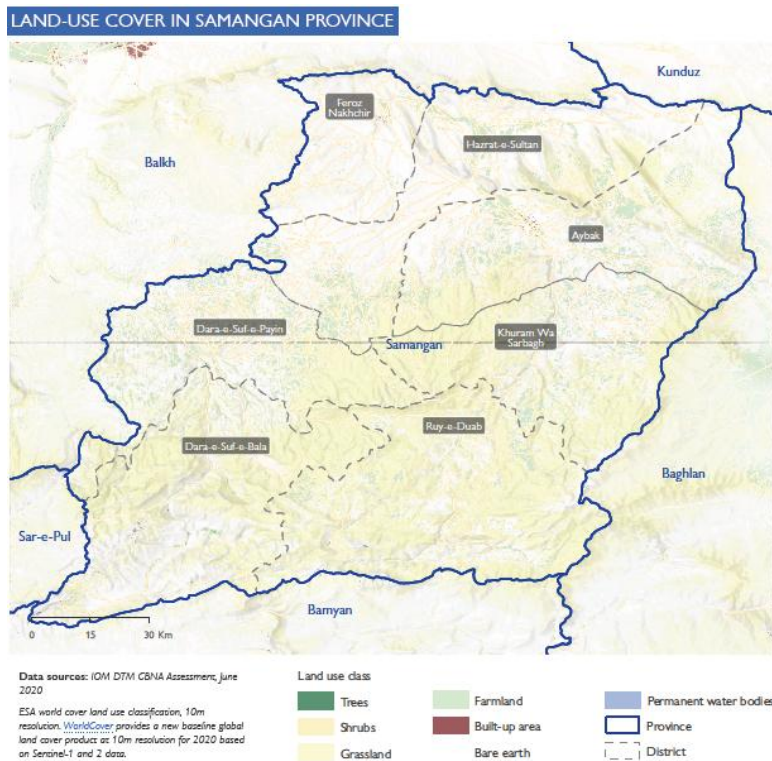 LAND-USE COVER IN SAMANGAN PROVINCE
Kunduz
Feroz
Nakhchir
Hazrat-e-Sultan
Balkh
Aybak
Dara-e-Suf-e-Payin
Khuram Wa
Sarbagh
Samangan
Ruy-e-Duab
Dara-e-Suf-e-Bala
Baghlan
Sar-e-Pul
Bamyan
0 15 30 Km
Data sources: IOM DTM CBNA Assessment, June
2020
ESA world cover land use classification, 10m
resolution. WorldCover provides a new baseline global
land cover product at 10m resolution for 2020 based
on Sentinel-1 and 2 data.
Land use class
Trees
Shrubs
Grassland
Farmland
Built-up area
Bare earth
Permanent water bodies
Province
District